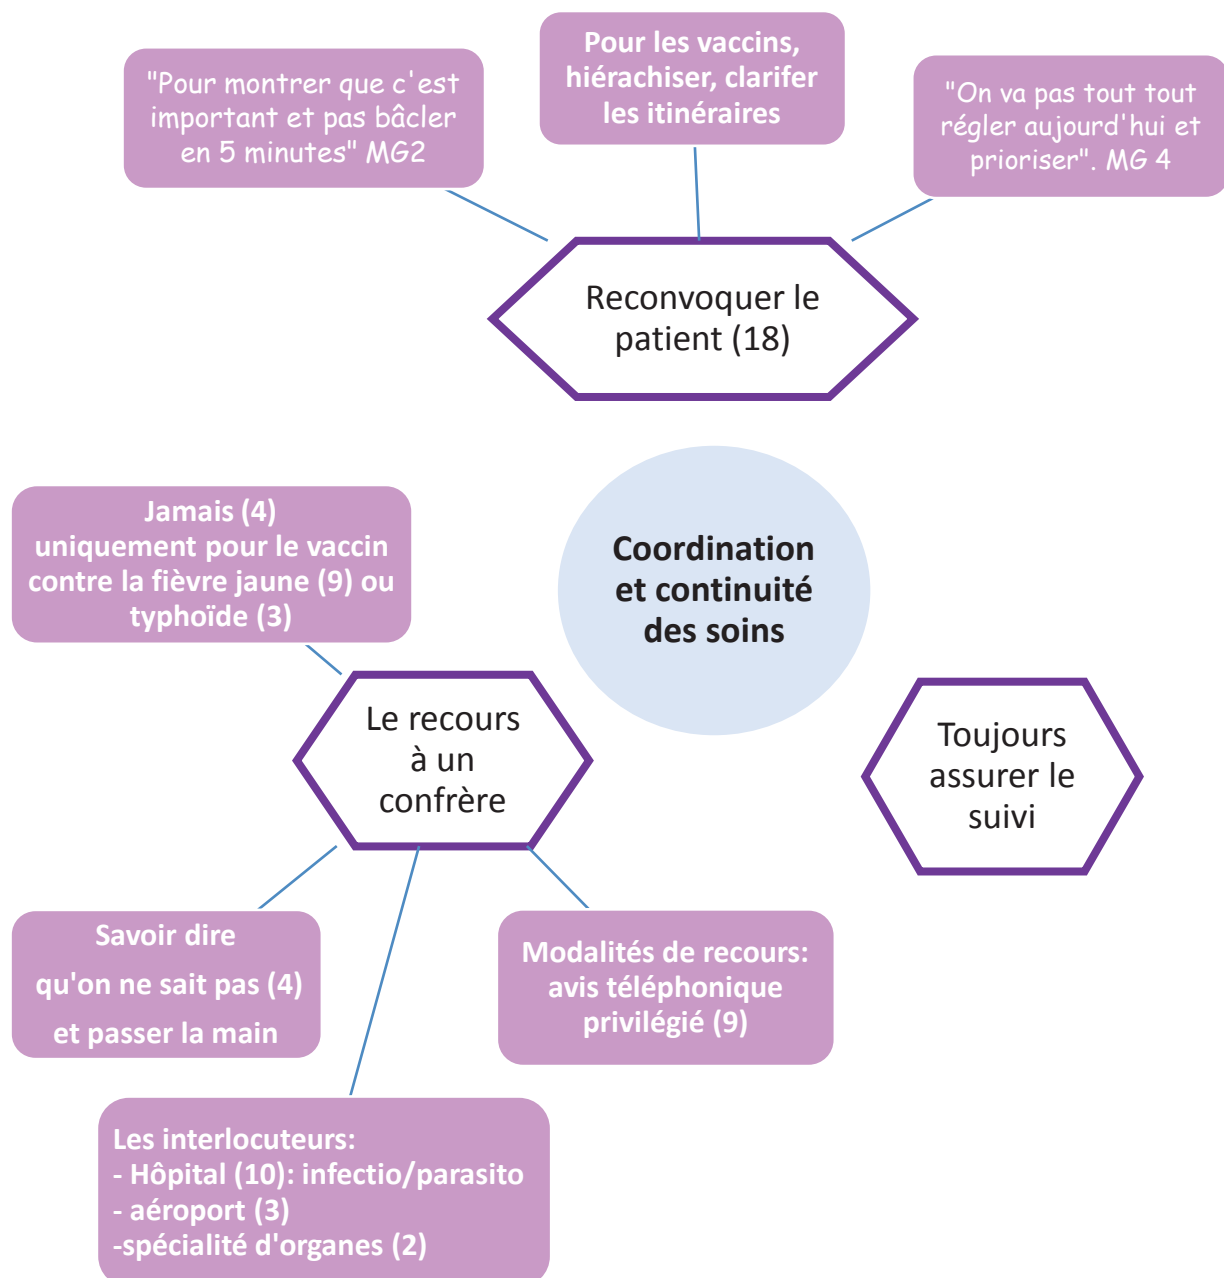 "Pour montrer que c'est
important et pas bâcler
en 5 minutes" MG2
Pour les vaccins,
hiérachiser, clarifer
les itinéraires
"On va pas tout tout
régler aujourd'hui et
prioriser". MG 4
Reconvoquer le
patient (18)
Coordination
et continuité
des soins
Jamais (4)
uniquement pour le vaccin
contre la fièvre jaune (9) ou
typhoïde (3)
Le recours
à un
confrère
Toujours
assurer le
suivi
Savoir dire
qu'on ne sait pas (4)
et passer la main
Modalités de recours:
avis téléphonique
privilégié (9)
Les interlocuteurs:
- Hôpital (10): infectio/parasito
- aéroport (3)
-spécialité d'organes (2)